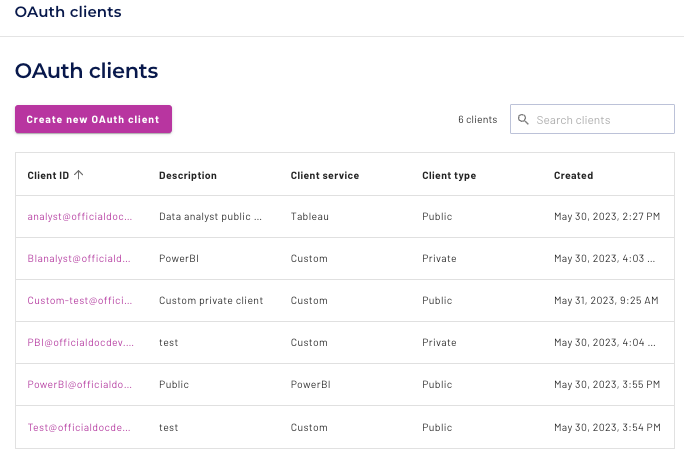 OAuth clients
OAuth clients
Create new OAuth client
6 clients
Search clients
Client ID Description Client service Client type Created
analyst@officialdoc... Data analyst public ... Tableau Public May 30, 2023, 2:27 PM
BIanalyst@officiald... PowerBI Custom Private May 30, 2023, 4:03 ...
Custom-test@offici... Custom private client Custom Public May 31, 2023, 9:25 AM
PBI@officialdocdev.... test Custom Private May 30, 2023, 4:04 ...
PowerBI@officialdo... Public PowerBI Public May 30, 2023, 3:55 PM
Test@officialdocde... test Custom Public May 30, 2023, 3:54 PM